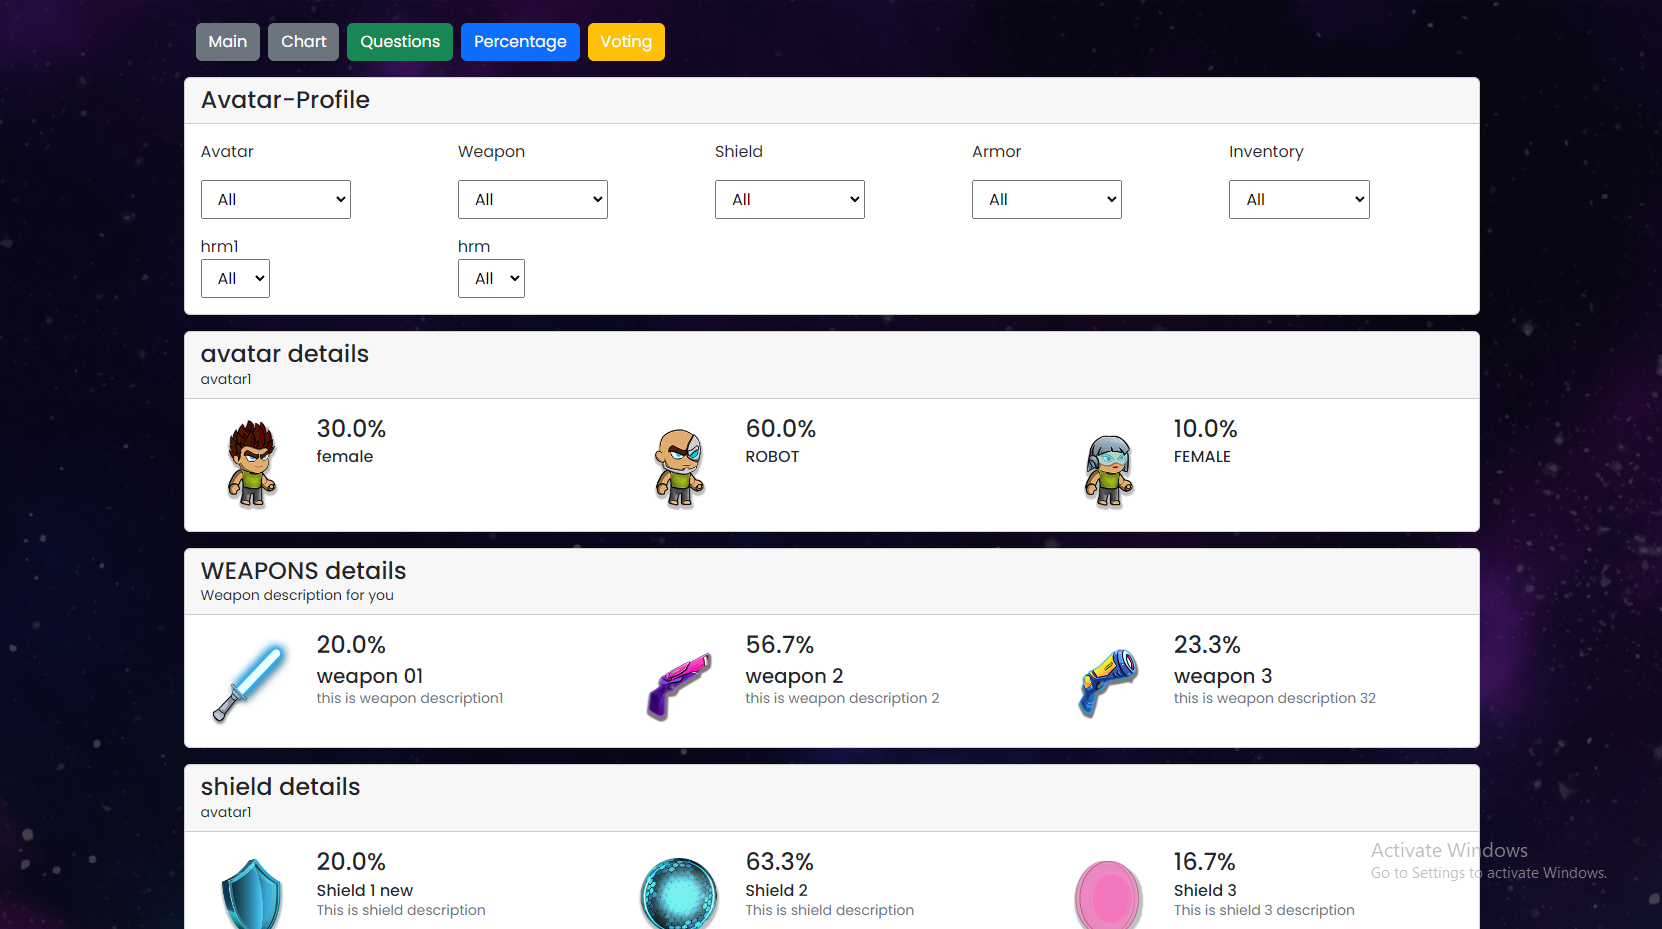 Main Chart Questions Percentage Voting
Avatar-Profile
Avatar Weapon Shield Armor Inventory
All All All All All
hrm1 hrm
All All
avatar details
avatar1
30.0% 60.0% 10.0%
female ROBOT FEMALE
WEAPONS details
Weapon description for you
20.0% 56.7% 23.3%
weapon 01 weapon 2 weapon 3
this is weapon description1 this is weapon description 2 this is weapon description 32
shield details
avatar1
20.0% 63.3% 16.7%
Shield 1 new Shield 2 Shield 3
This is shield description This is shield description This is shield 3 description
Activate Windows
Go to Settings to activate Windows.